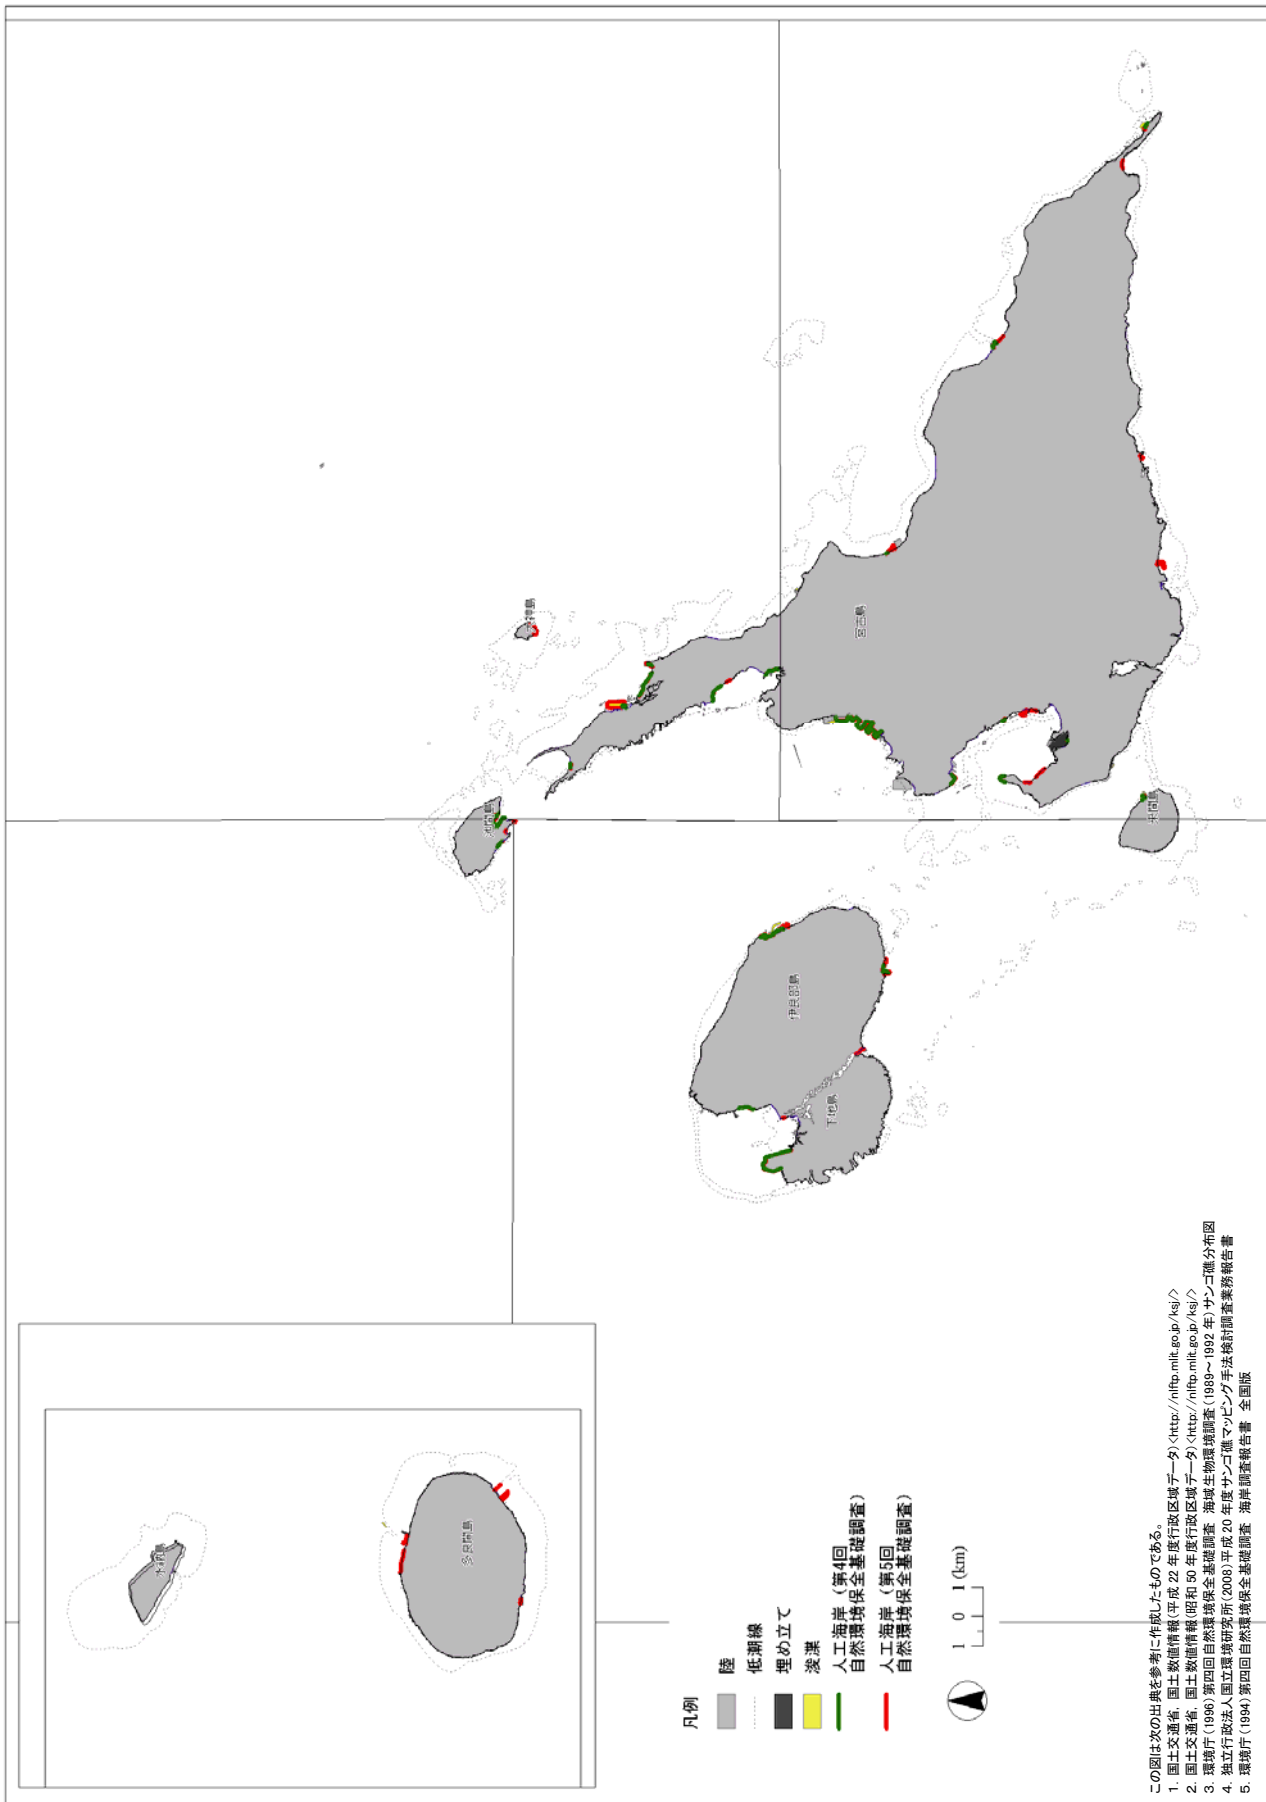 大神島
池間島
宮古島
来間島
伊良部島
下地島
水納島
多良間島
凡例
陸
低潮線
埋め立て
浚渫
人工海岸（第4回
自然環境保全基礎調査）
人工海岸（第5回
自然環境保全基礎調査）
1 0 1 (km)
この図は次の出典を参考に作成したものである。
1. 国土交通省, 国土数値情報(平成 22 年度行政区域データ)<http://nlftp.mlit.go.jp/ksj/>
2. 国土交通省, 国土数値情報(昭和 50 年度行政区域データ)<http://nlftp.mlit.go.jp/ksj/>
3. 環境庁(1996)第四回自然環境保全基礎調査 海域生物環境調査(1989～1992 年)サンゴ礁分布図
4. 独立行政法人国立環境研究所(2008)平成 20 年度サンゴ礁マッピング手法検討調査業務報告書
5. 環境庁(1994)第四回自然環境保全基礎調査 海岸調査報告書 全国版